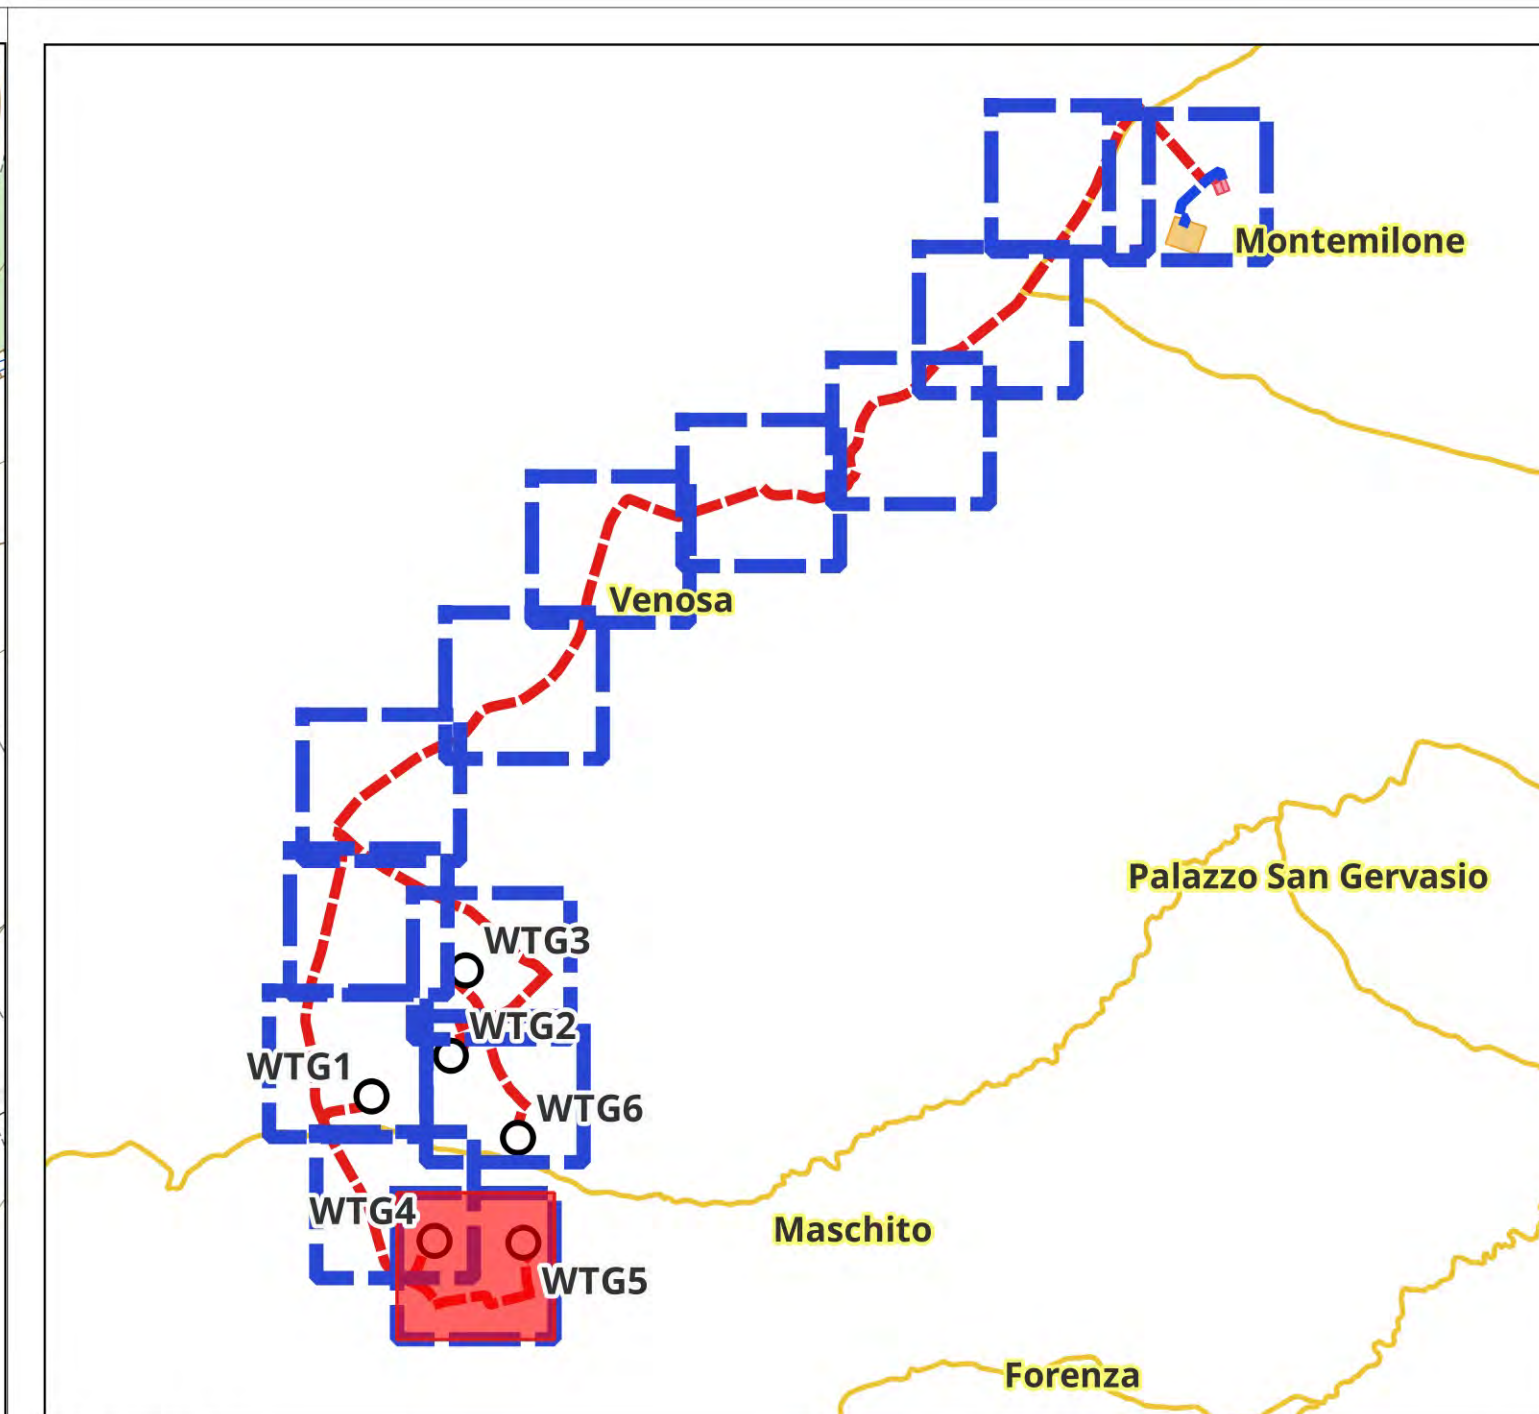 Montemilone
Venosa
Palazzo San Gervasio
WTG3
WTG2
WTG1
WTG6
WTG4
Maschito
WTG5
Forenza